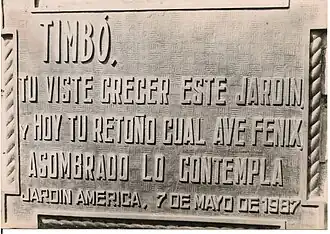 TIMBÓ,
TU VISTE CRECER ESTE JARDIN
Y HOY TU RETOÑO CUAL AVE FENIX
ASOMBRADO LO CONTEMPLA
JARDIN AMERICA, 7 DE MAYO DE 1987